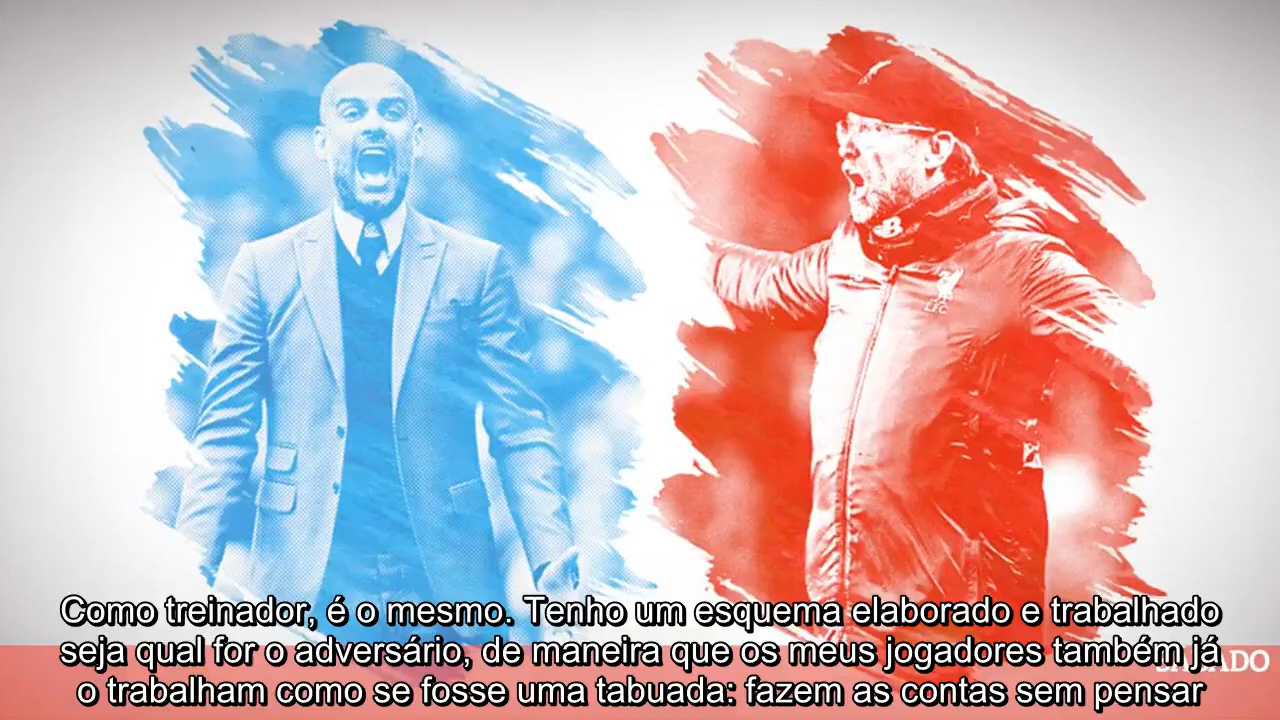 LFC
Como treinador, é o mesmo. Tenho um esquema elaborado e trabalhado
seja qual for o adversário, de maneira que os meus jogadores também já
o trabalham como se fosse uma tabuada: fazem as contas sem pensar